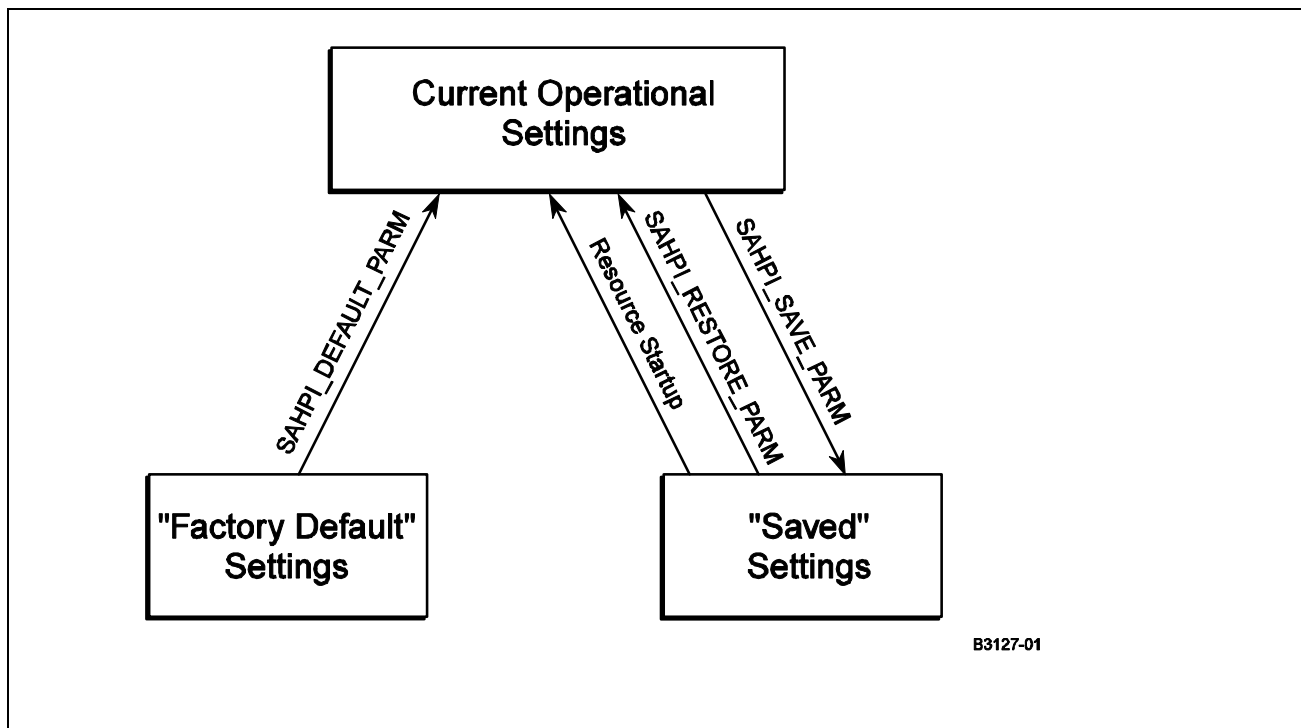 Current Operational
Settings
SAHPI_DEFAULT_PARM
Resource Startup
SAHPI_RESTORE_PARM
SAHPI_SAVE_PARM
"Factory Default"
Settings
"Saved"
Settings
B3127-01